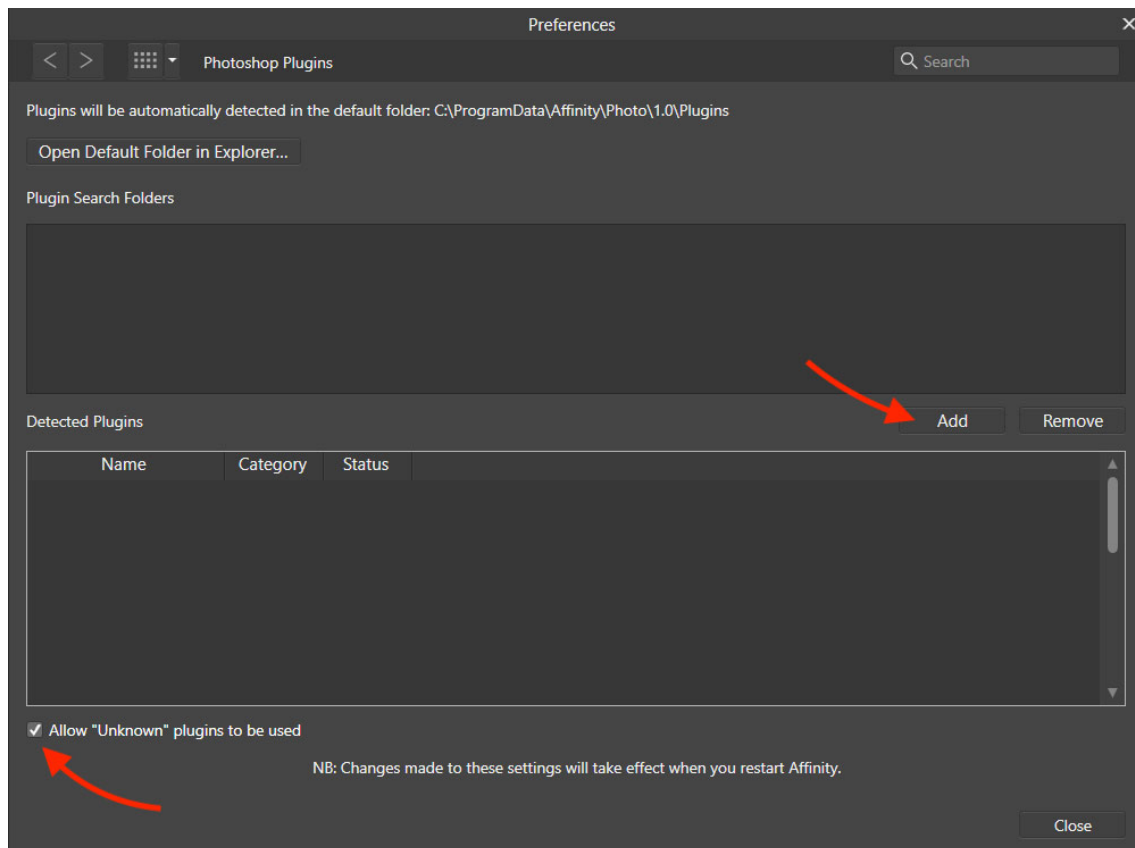 Preferences
Photoshop Plugins
Search
Plugins will be automatically detected in the default folder: C:\ProgramData\Affinity\Photo\1.0\Plugins
Open Default Folder in Explorer...
Plugin Search Folders
Detected Plugins
Add
Remove
Name Category Status
Allow "Unknown" plugins to be used
NB: Changes made to these settings will take effect when you restart Affinity.
Close